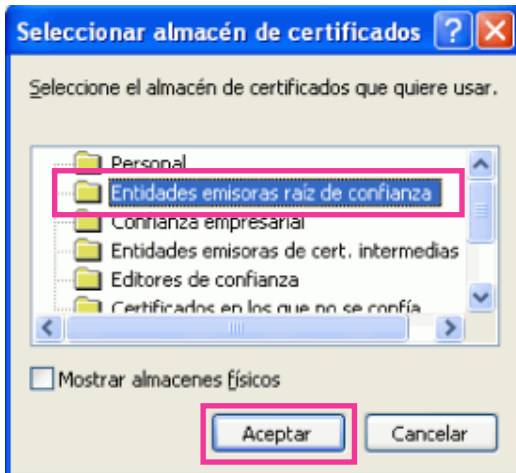 Seleccionar almacén de certificados
Seleccione el almacén de certificados que quiere usar.
Personal
Entidades emisoras raíz de confianza
Confianza empresarial
Entidades emisoras de cert. intermedias
Editores de confianza
Certificados en los que no se confía
Mostrar almacenes físicos
Aceptar
Cancelar